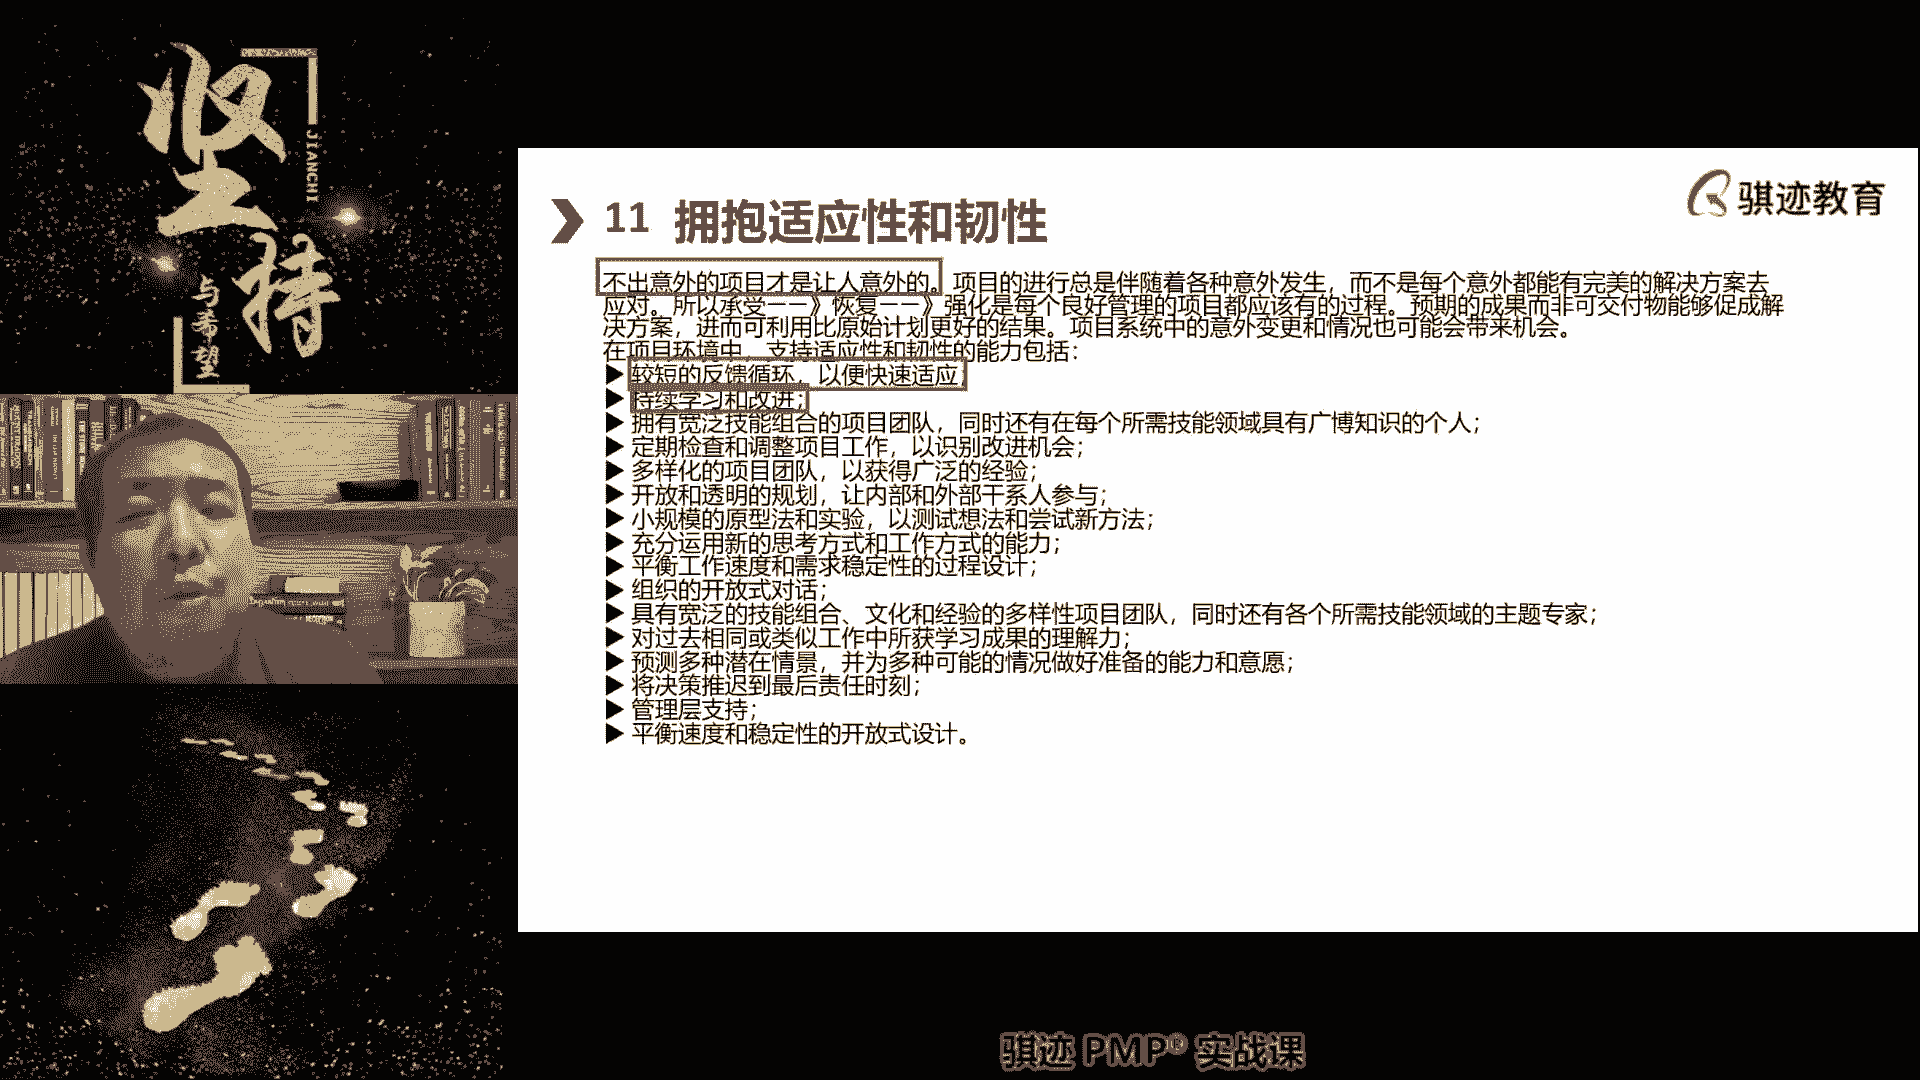 坚持
JIANCHI
与希望
骐迹教育
11 拥抱适应性和韧性
不出意外的项目才是让人意外的。项目的进行总是伴随着各种意外发生，而不是每个意外都能有完美的解决方案去
应对。所以承受——》恢复——》强化是每个良好管理的项目都应该有的过程。预期的成果而非可交付物能够促成解
决方案，进而可利用比原始计划更好的结果。项目系统中的意外变更和情况也可能会带来机会。
在项目环境中，支持适应性和韧性的能力包括：
▶ 较短的反馈循环，以便快速适应
▶ 持续学习和改进；
▶ 拥有宽泛技能组合的项目团队，同时还有在每个所需技能领域具有广博知识的个人；
▶ 定期检查和调整项目工作，以识别改进机会；
▶ 多样化的项目团队，以获得广泛的经验；
▶ 开放和透明的规划，让内部和外部干系人参与；
▶ 小规模的原型法和实验，以测试想法和尝试新方法；
▶ 充分运用新的思考方式和工作方式的能力；
▶ 平衡工作速度和需求稳定性的过程设计；
▶ 组织的开放式对话；
▶ 具有宽泛的技能组合、文化和经验的多样性项目团队，同时还有各个所需技能领域的主题专家；
▶ 对过去相同或类似工作中所获学习成果的理解力；
▶ 预测多种潜在情景，并为多种可能的情况做好准备的能力和意愿；
▶ 将决策推迟到最后责任时刻；
▶ 管理层支持；
▶ 平衡速度和稳定性的开放式设计。
骐迹 PMP® 实战课